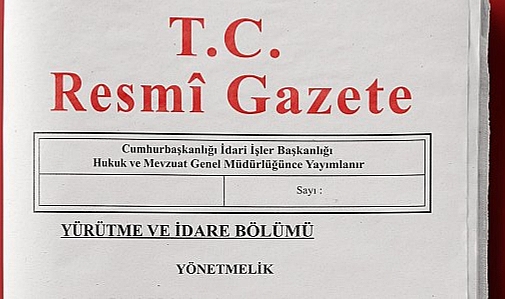 T.C.
Resmî Gazete
Cumhurbaşkanlığı İdari İşler Başkanlığı
Hukuk ve Mevzuat Genel Müdürlüğünce Yayımlanır
Sayı :
YÜRÜTME VE İDARE BÖLÜMÜ
YÖNETMELİK